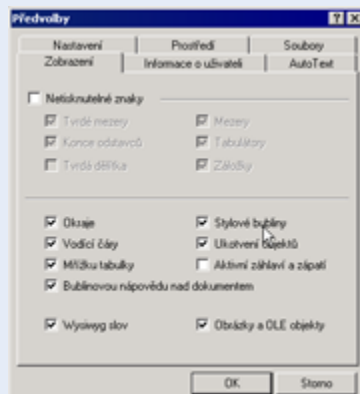 Předvolby
Nastavení Prostředí Soubory
Zobrazení Informace o uživateli AutoText
Netisknutelné znaky
Tvrdé mezery Mezery
Konce odstavců Tabulátory
Tvrdá dělítka Záložky
Okraje Stylové bubliny
Vodící čáry Ukotvení objektů
Mřížku tabulky Aktivní záhlaví a zápatí
Bublinovou nápovědu nad dokumentem
Wysiwyg slov Obrázky a OLE objekty
OK Storno